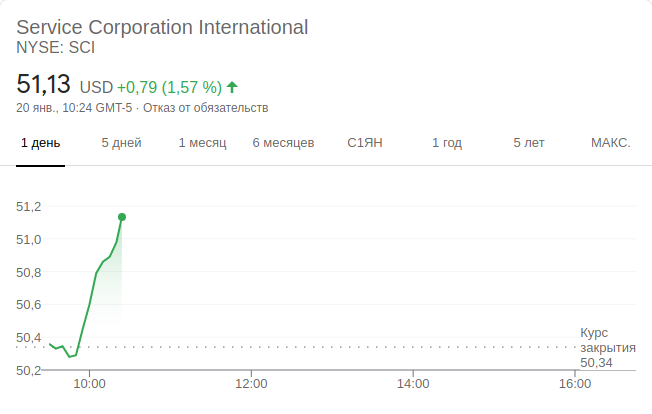 Service Corporation International
NYSE: SCI
51,13 USD +0,79 (1,57 %)
20 янв., 10:24 GMT-5 · Отказ от обязательств
1 день 5 дней 1 месяц 6 месяцев С1ЯН 1 год 5 лет МАКС.
51,2
51,0
50,8
50,6
50,4
Курс
закрытия
50,34
50,2
10:00 12:00 14:00 16:00